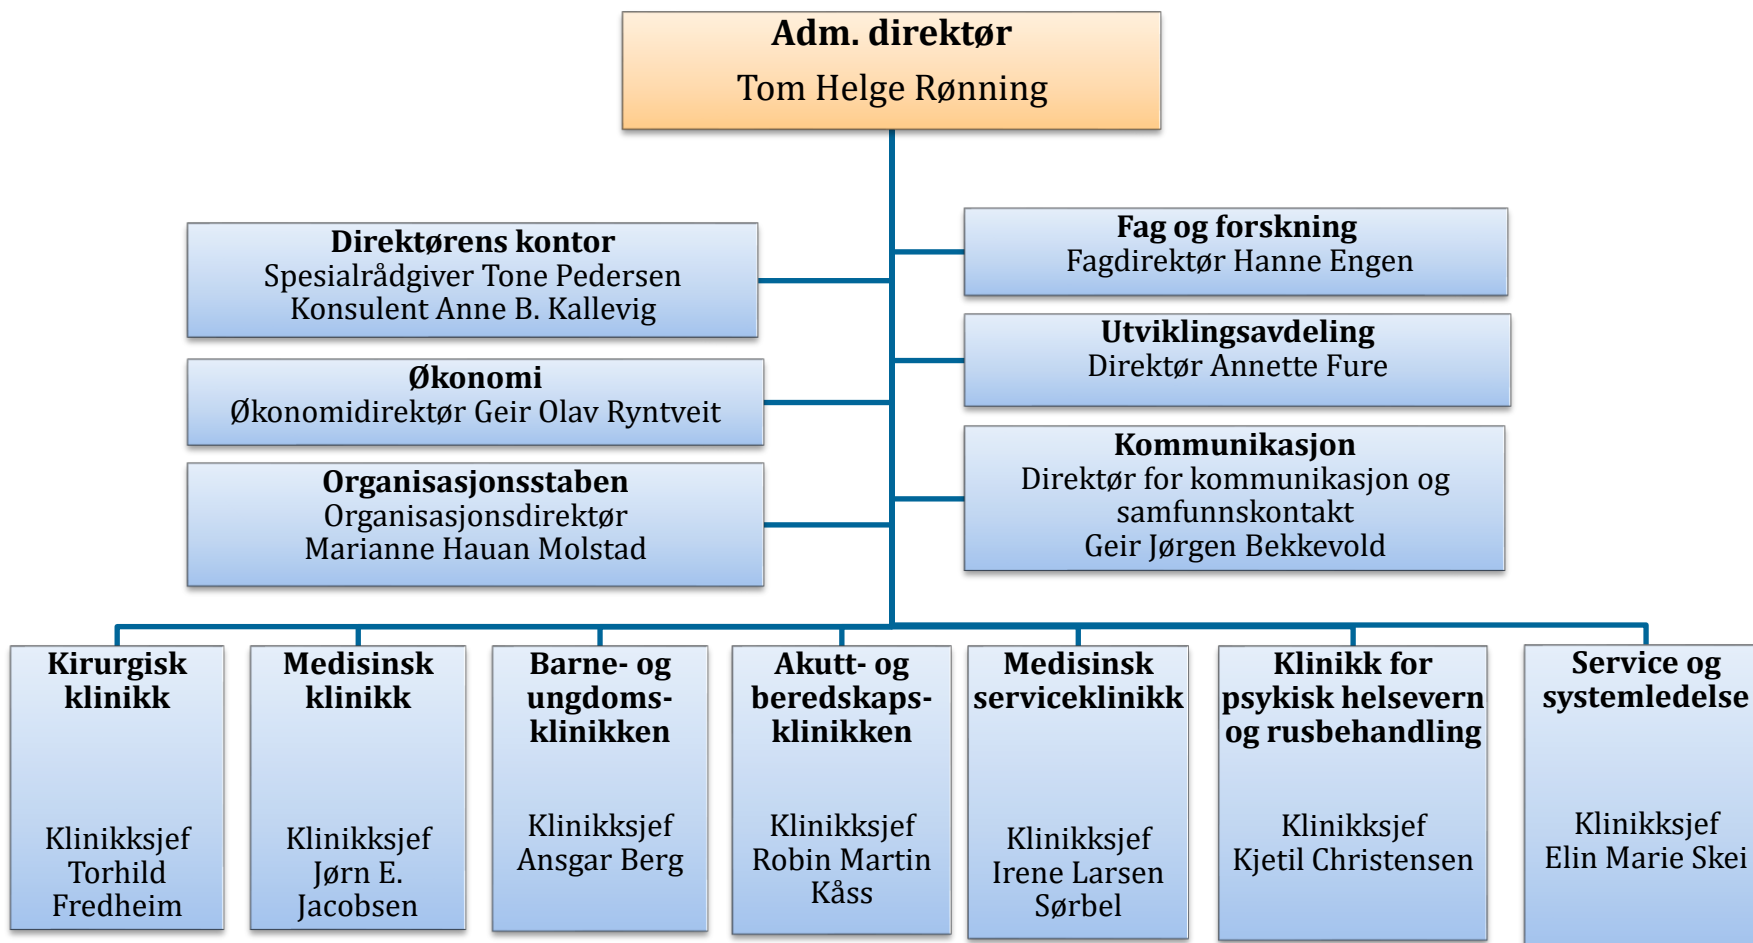 Adm. direktør
Tom Helge Rønning
Direktørens kontor
Spesialrådgiver Tone Pedersen
Konsulent Anne B. Kallevig
Økonomi
Økonomidirektør Geir Olav Ryntveit
Organisasjonsstaben
Organisasjonsdirektør
Marianne Hauan Molstad
Fag og forskning
Fagdirektør Hanne Engen
Utviklingsavdeling
Direktør Annette Fure
Kommunikasjon
Direktør for kommunikasjon og
samfunnskontakt
Geir Jørgen Bekkevold
Kirurgisk
klinikk
Klinikksjef
Torhild
Fredheim
Medisinsk
klinikk
Klinikksjef
Jørn E.
Jacobsen
Barne- og
ungdoms-
klinikken
Klinikksjef
Ansgar Berg
Akutt- og
beredskaps-
klinikken
Klinikksjef
Robin Martin
Kåss
Medisinsk
serviceklinikk
Klinikksjef
Irene Larsen
Sørbel
Klinikk for
psykisk helsevern
og rusbehandling
Klinikksjef
Kjetil Christensen
Service og
systemledelse
Klinikksjef
Elin Marie Skei